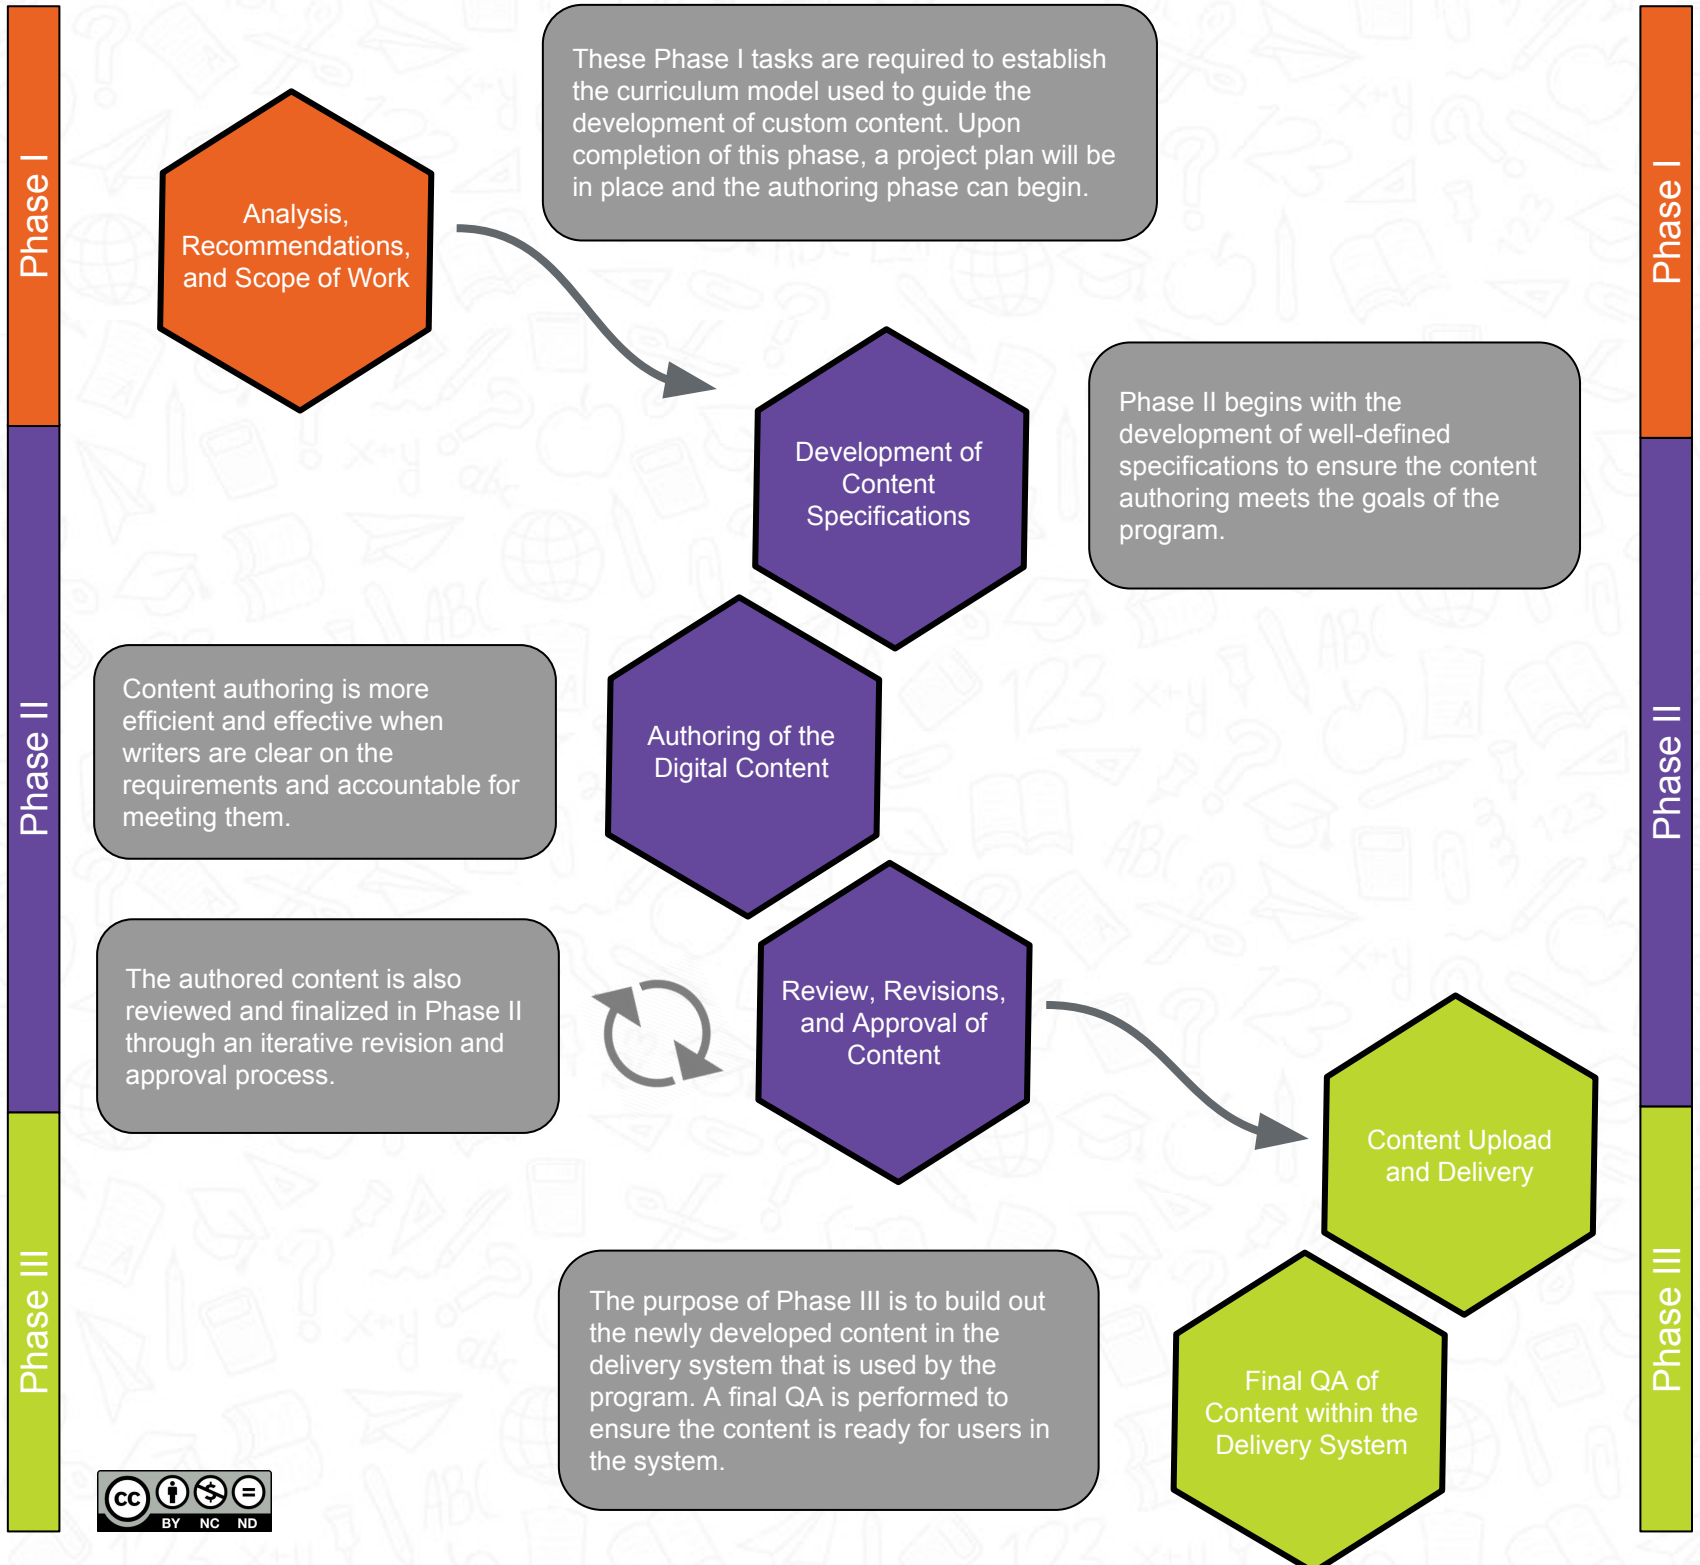 Phase I
Phase I
These Phase I tasks are required to establish
the curriculum model used to guide the
development of custom content. Upon
completion of this phase, a project plan will be
in place and the authoring phase can begin.
Analysis,
Recommendations,
and Scope of Work
Development of
Content
Specifications
Phase II begins with the
development of well-defined
specifications to ensure the content
authoring meets the goals of the
program.
Phase II
Phase II
Content authoring is more
efficient and effective when
writers are clear on the
requirements and accountable for
meeting them.
Authoring of the
Digital Content
The authored content is also
reviewed and finalized in Phase II
through an iterative revision and
approval process.
Review, Revisions,
and Approval of
Content
Content Upload
and Delivery
Phase III
Phase III
The purpose of Phase III is to build out
the newly developed content in the
delivery system that is used by the
program. A final QA is performed to
ensure the content is ready for users in
the system.
Final QA of
Content within the
Delivery System
cc
BY NC ND